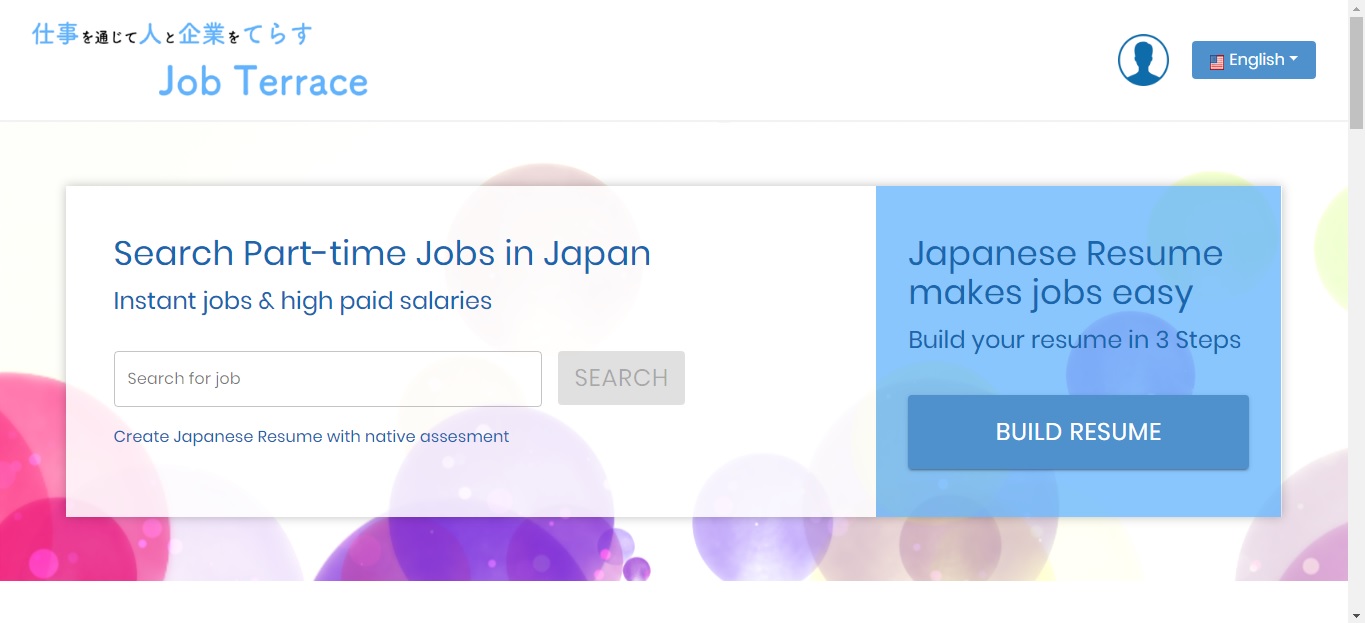 仕事を通じて人と企業をてらす
Job Terrace
English
Search Part-time Jobs in Japan
Instant jobs & high paid salaries
Search for job
SEARCH
Create Japanese Resume with native assesment
Japanese Resume
makes jobs easy
Build your resume in 3 Steps
BUILD RESUME